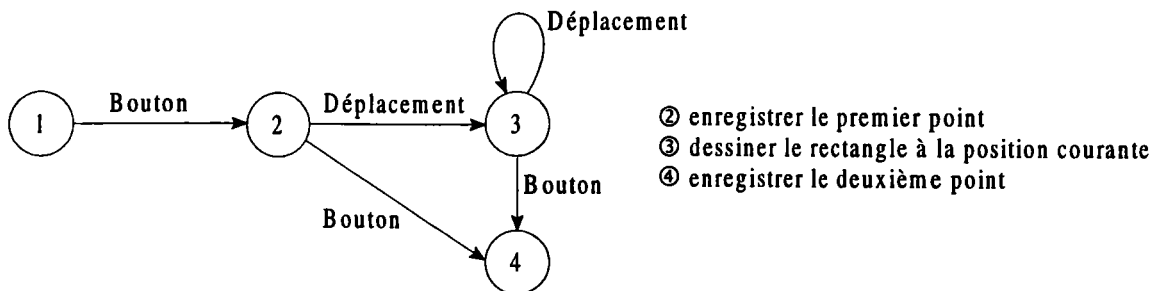 Déplacement
Bouton
Déplacement
1
2
3
② enregistrer le premier point
③ dessiner le rectangle à la position courante
④ enregistrer le deuxième point
Bouton
Bouton
4